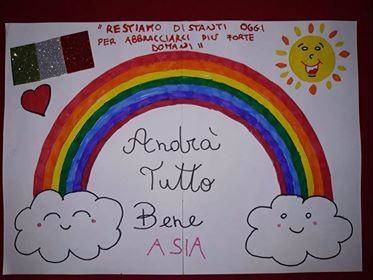 "RESTIAMO DISTANTI OGGI
PER ABBRACCIARCI PIÙ FORTE
DOMANI"
Andrà
Tutto
Bene
ASIA